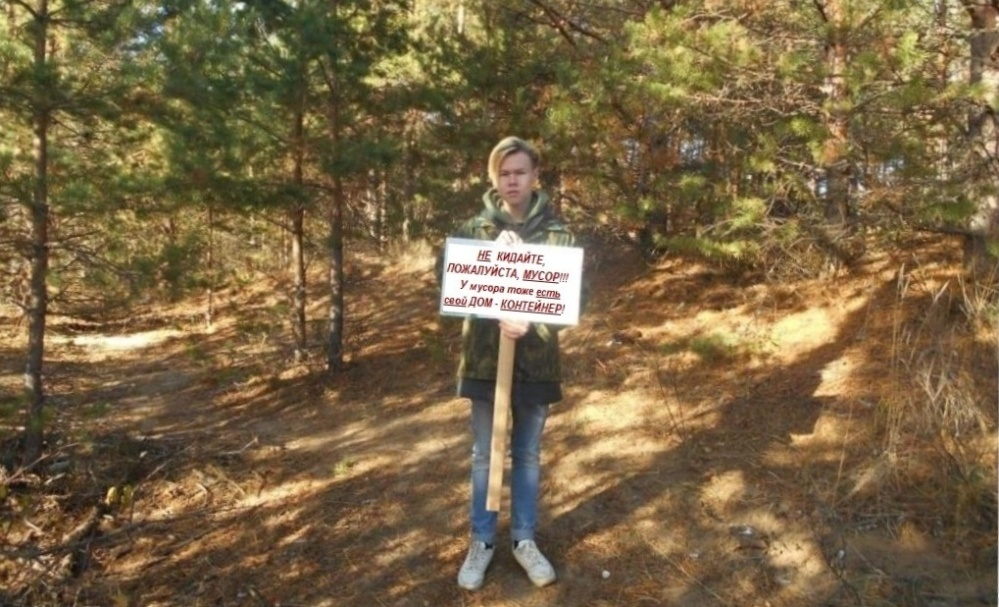 НЕ КИДАЙТЕ,
ПОЖАЛУЙСТА, МУСОР!!!
У мусора тоже есть
свой ДОМ - КОНТЕЙНЕР!